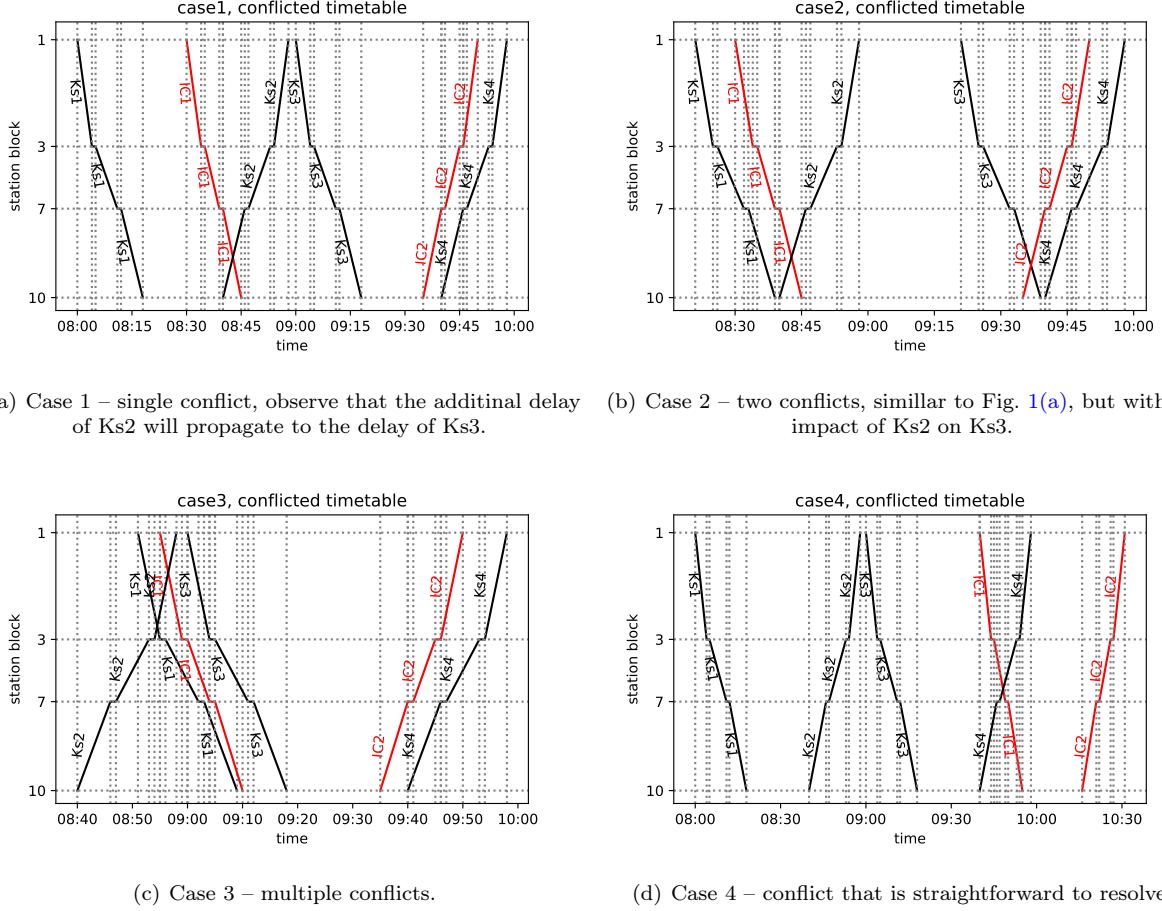 case1, conflicted timetable
case2, conflicted timetable
1
3
7
10
station block
Ks1
Ks1
Ks1
IC1
IC1
IC1
Ks2
Ks2
Ks3
Ks3
Ks3
IC2
IC2
IC2
Ks4
Ks4
Ks4
08:00 08:15 08:30 08:45 09:00 09:15 09:30 09:45 10:00
time
1
3
7
10
station block
Ks1
Ks1
Ks1
IC1
IC1
IC1
Ks2
Ks2
Ks3
Ks3
IC2
IC2
IC2
Ks4
Ks4
Ks4
08:30 08:45 09:00 09:15 09:30 09:45 10:00
time
a) Case 1 – single conflict, observe that the additinal delay
of Ks2 will propagate to the delay of Ks3.
(b) Case 2 – two conflicts, simillar to Fig. 1(a), but with
impact of Ks2 on Ks3.
case3, conflicted timetable
case4, conflicted timetable
1
3
7
10
station block
Ks1
Ks1
Ks1
Ks2
Ks2
Ks2
IC1
IC1
Ks3
Ks3
Ks3
IC2
IC2
IC2
Ks4
Ks4
Ks4
08:40 08:50 09:00 09:10 09:20 09:30 09:40 09:50 10:00
time
1
3
7
10
station block
Ks1
Ks1
Ks1
Ks2
Ks2
Ks2
Ks3
Ks3
Ks3
IC1
IC1
Ks4
Ks4
IC2
IC2
IC2
08:00 08:30 09:00 09:30 10:00 10:30
time
(c) Case 3 – multiple conflicts.
(d) Case 4 – conflict that is straightforward to resolve